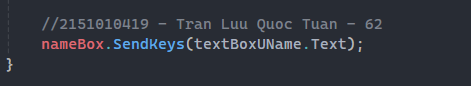 //2151010419 - Tran Luu Quoc Tuan - 62
nameBox.SendKeys(textBoxUName.Text);
}